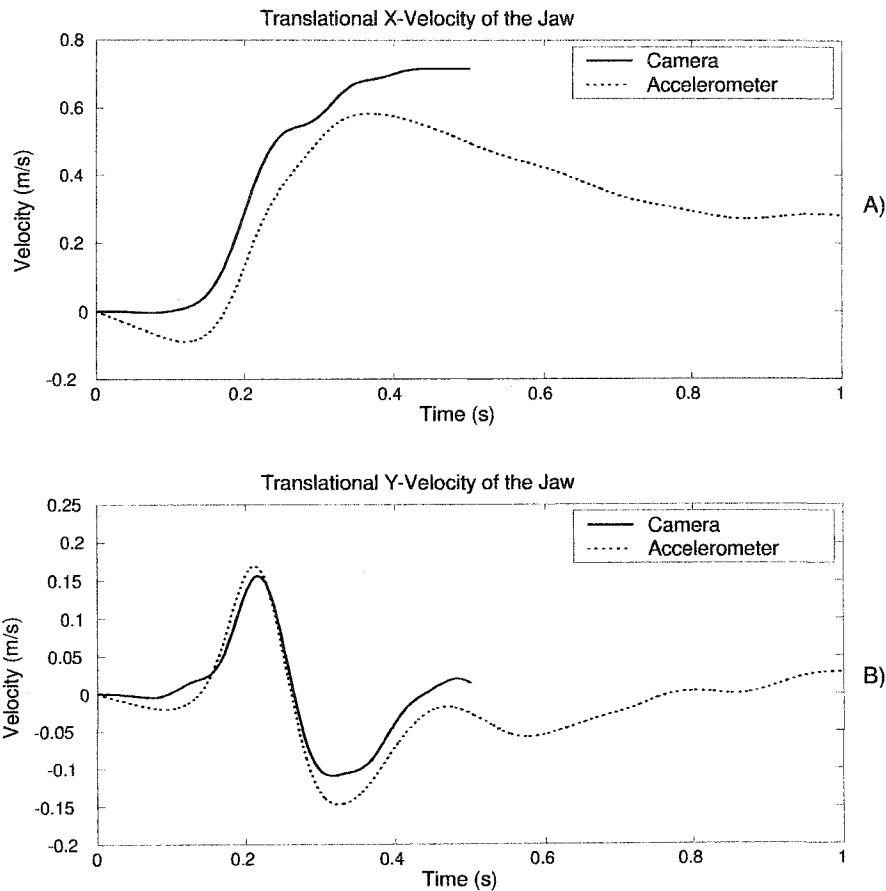 Translational X-Velocity of the Jaw
0.8
0.6
0.4
0.2
0
-0.2
Velocity (m/s)
Camera
Accelerometer
A)
0
0.2
0.4
0.6
0.8
1
Time (s)
Translational Y-Velocity of the Jaw
0.25
0.2
0.15
0.1
0.05
0
-0.05
-0.1
-0.15
-0.2
Velocity (m/s)
Camera
Accelerometer
B)
0
0.2
0.4
0.6
0.8
1
Time (s)